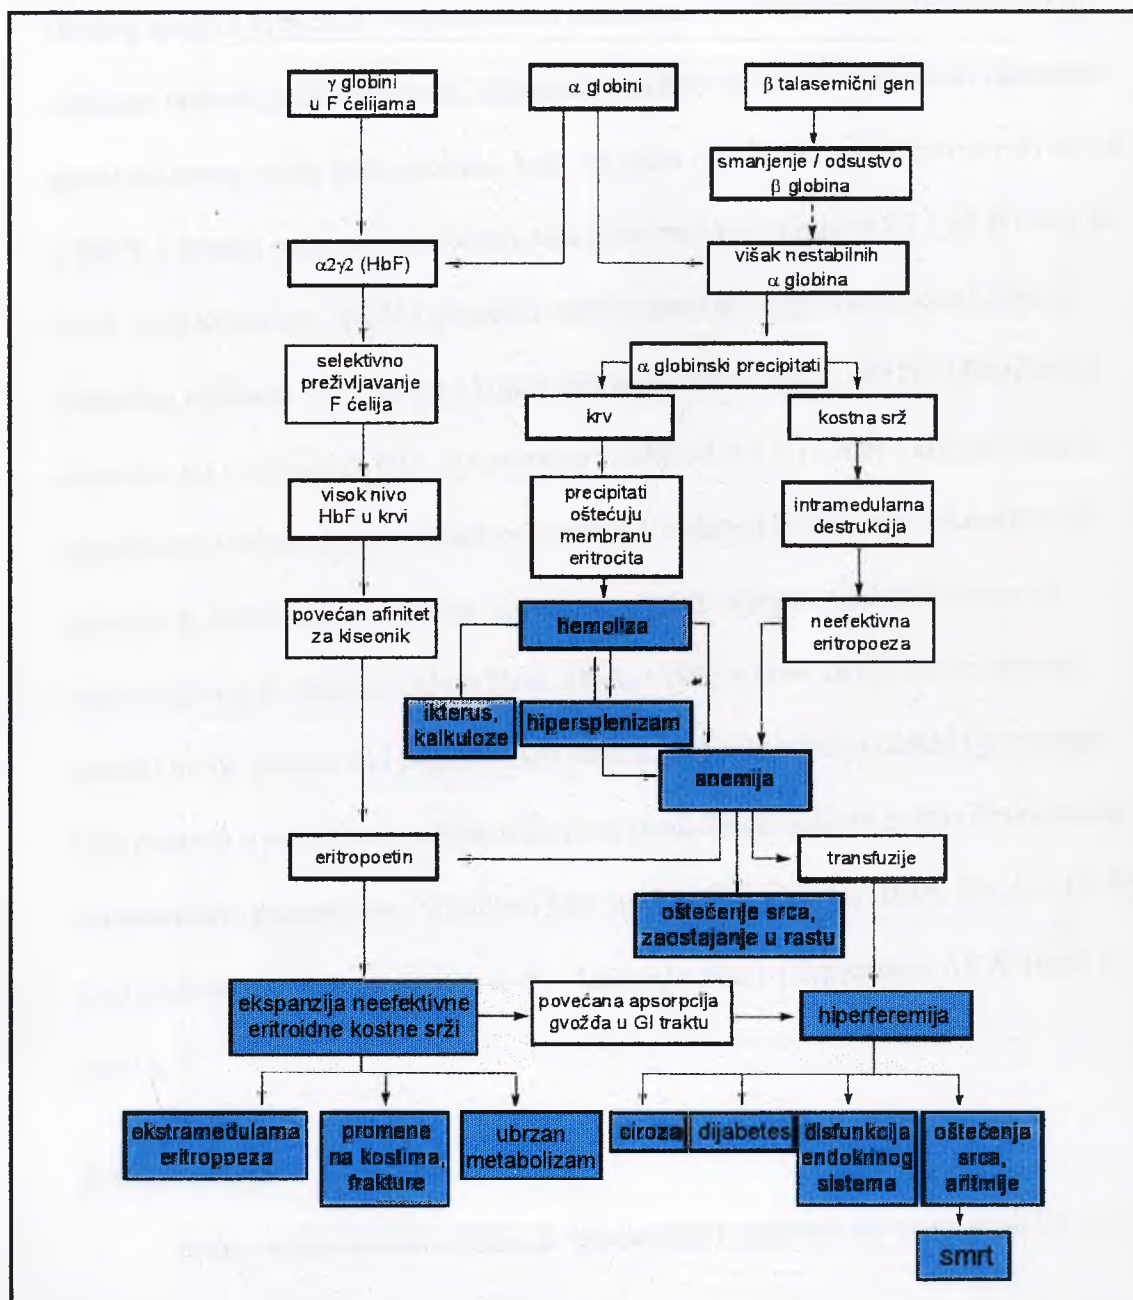 γ globini
u F ćelijama
α globini
β talasemični gen
smanjenje / odsustvo
β globina
α2γ2 (HbF)
višak nestabilnih
α globina
selektivno
preživljavanje
F ćelija
α globinski precipitati
krv
kostna srž
visok nivo
HbF u krvi
precipitati
oštećuju
membranu
eritrocita
intramedularna
destrukcija
povećan afinitet
za kiseonik
hemoliza
neefektivna
eritropoeza
ikterus,
kalkuloze
hipersplenizam
anemija
eritropoetin
transfuzije
oštećenje srca,
zaostajanje u rastu
ekspanzija neefektivne
eritroidne kostne srži
povećana apsorpcija
gvožđa u GI traktu
hiperferemija
ekstramedularna
eritroppeza
promene
na kostima,
frakture
ubrzan
metabolizam
ciroza
dijabetes
disfunkcija
endokrinog
sistema
oštećenja
srca,
aritmije
smrt